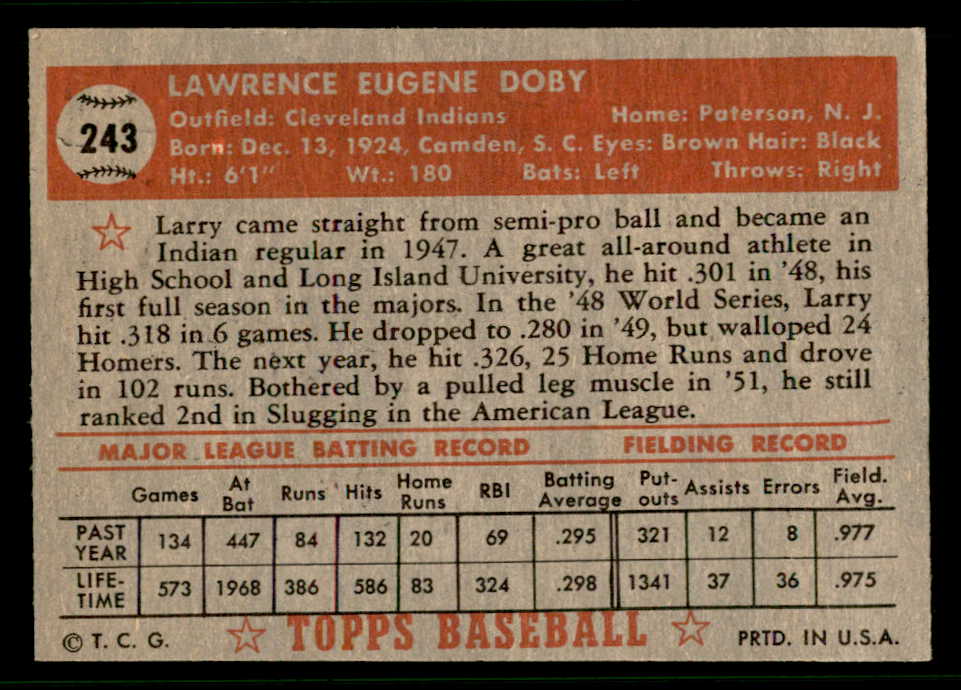 LAWRENCE EUGENE DOBY
243
Outfield: Cleveland Indians Home: Paterson, N. J.
Born: Dec. 13, 1924, Camden, S. C. Eyes: Brown Hair: Black
Ht.: 6'1" Wt.: 180 Bats: Left Throws: Right
Larry came straight from semi-pro ball and became an
Indian regular in 1947. A great all-around athlete in
High School and Long Island University, he hit .301 in '48, his
first full season in the majors. In the '48 World Series, Larry
hit .318 in 6 games. He dropped to .280 in '49, but walloped 24
Homers. The next year, he hit .326, 25 Home Runs and drove
in 102 runs. Bothered by a pulled leg muscle in '51, he still
ranked 2nd in Slugging in the American League.
MAJOR LEAGUE BATTING RECORD FIELDING RECORD
Games At Bat Runs Hits Home Runs RBI Batting Average Put-outs Assists Errors Field. Avg.
PAST YEAR 134 447 84 132 20 69 .295 321 12 8 .977
LIFE-TIME 573 1968 386 586 83 324 .298 1341 37 36 .975
© T. C. G. TOPPS BASEBALL PRTD. IN U.S.A.